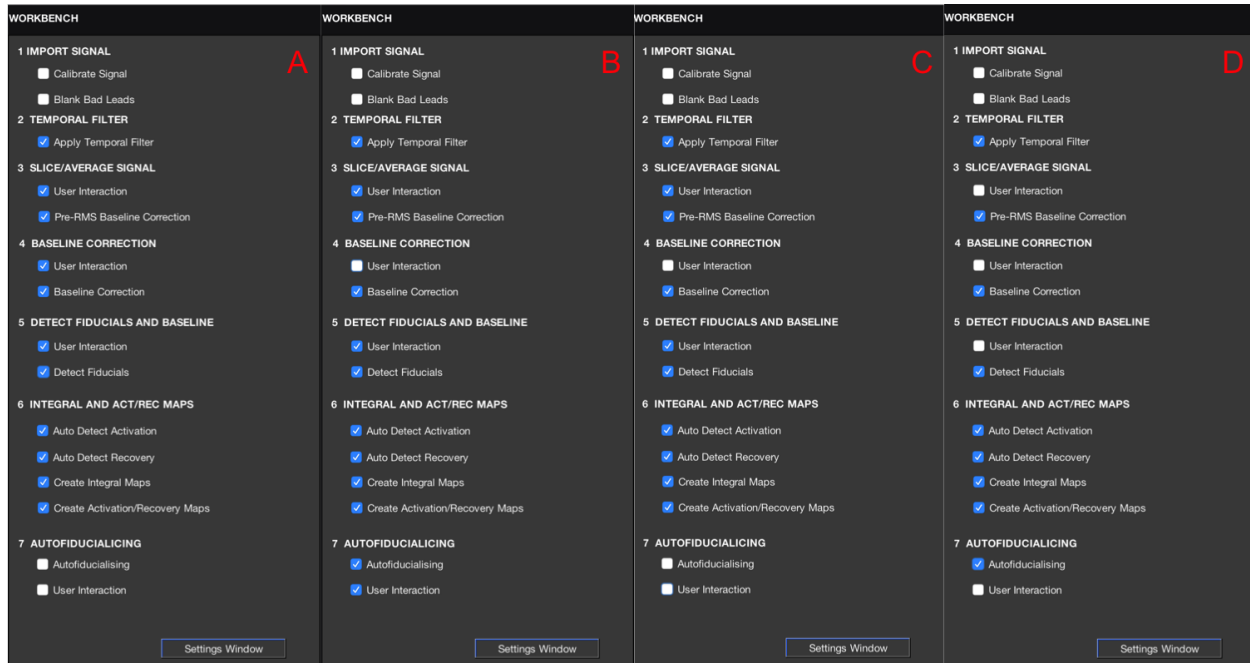 WORKBENCH
A
1 IMPORT SIGNAL
Calibrate Signal
Blank Bad Leads
2 TEMPORAL FILTER
Apply Temporal Filter
3 SLICE/AVERAGE SIGNAL
User Interaction
Pre-RMS Baseline Correction
4 BASELINE CORRECTION
User Interaction
Baseline Correction
5 DETECT FIDUCIALS AND BASELINE
User Interaction
Detect Fiducials
6 INTEGRAL AND ACT/REC MAPS
Auto Detect Activation
Auto Detect Recovery
Create Integral Maps
Create Activation/Recovery Maps
7 AUTOFIDUCIALICING
Autofiducialising
User Interaction
Settings Window
WORKBENCH
B
1 IMPORT SIGNAL
Calibrate Signal
Blank Bad Leads
2 TEMPORAL FILTER
Apply Temporal Filter
3 SLICE/AVERAGE SIGNAL
User Interaction
Pre-RMS Baseline Correction
4 BASELINE CORRECTION
User Interaction
Baseline Correction
5 DETECT FIDUCIALS AND BASELINE
User Interaction
Detect Fiducials
6 INTEGRAL AND ACT/REC MAPS
Auto Detect Activation
Auto Detect Recovery
Create Integral Maps
Create Activation/Recovery Maps
7 AUTOFIDUCIALICING
Autofiducialising
User Interaction
Settings Window
WORKBENCH
C
1 IMPORT SIGNAL
Calibrate Signal
Blank Bad Leads
2 TEMPORAL FILTER
Apply Temporal Filter
3 SLICE/AVERAGE SIGNAL
User Interaction
Pre-RMS Baseline Correction
4 BASELINE CORRECTION
User Interaction
Baseline Correction
5 DETECT FIDUCIALS AND BASELINE
User Interaction
Detect Fiducials
6 INTEGRAL AND ACT/REC MAPS
Auto Detect Activation
Auto Detect Recovery
Create Integral Maps
Create Activation/Recovery Maps
7 AUTOFIDUCIALICING
Autofiducialising
User Interaction
Settings Window
WORKBENCH
D
1 IMPORT SIGNAL
Calibrate Signal
Blank Bad Leads
2 TEMPORAL FILTER
Apply Temporal Filter
3 SLICE/AVERAGE SIGNAL
User Interaction
Pre-RMS Baseline Correction
4 BASELINE CORRECTION
User Interaction
Baseline Correction
5 DETECT FIDUCIALS AND BASELINE
User Interaction
Detect Fiducials
6 INTEGRAL AND ACT/REC MAPS
Auto Detect Activation
Auto Detect Recovery
Create Integral Maps
Create Activation/Recovery Maps
7 AUTOFIDUCIALICING
Autofiducialising
User Interaction
Settings Window